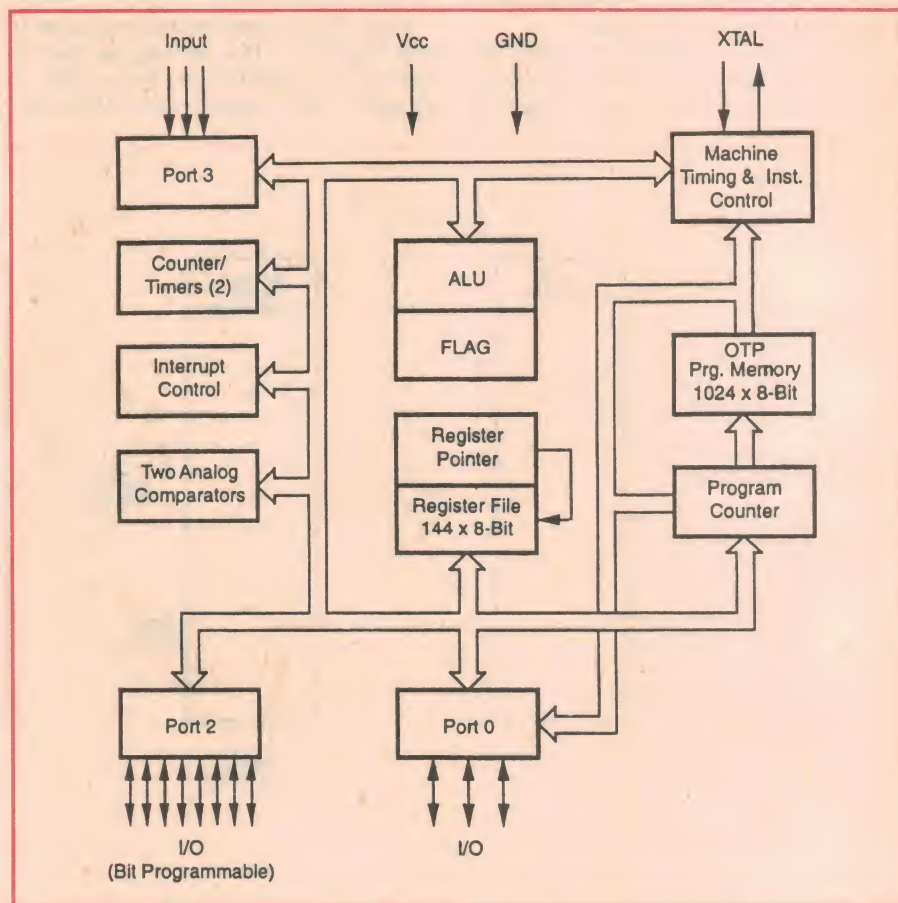 Input
Vcc
GND
XTAL
Port 3
Machine
Timing & Inst.
Control
Counter/
Timers (2)
ALU
FLAG
OTP
Prg. Memory
1024 x 8-Bit
Interrupt
Control
Register
Pointer
Two Analog
Comparators
Register File
144 x 8-Bit
Program
Counter
Port 2
Port 0
I/O
(Bit Programmable)
I/O